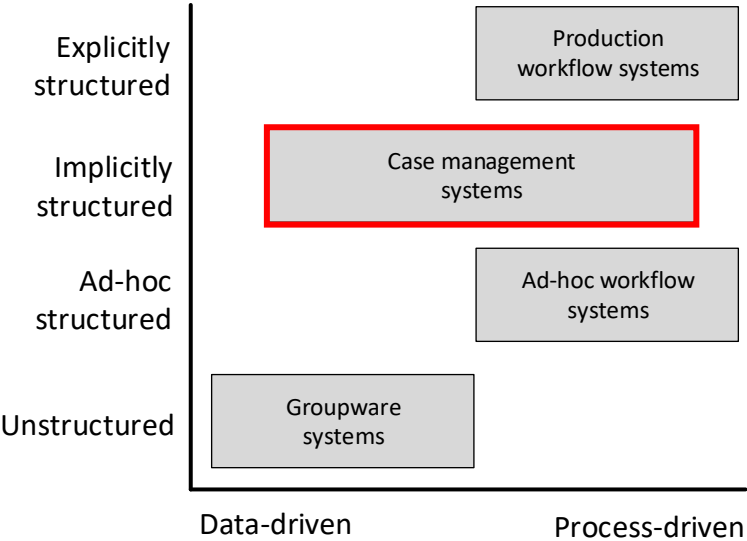 Explicitly
structured
Production
workflow systems
Implicitly
structured
Case management
systems
Ad-hoc
structured
Ad-hoc workflow
systems
Unstructured
Groupware
systems
Data-driven
Process-driven